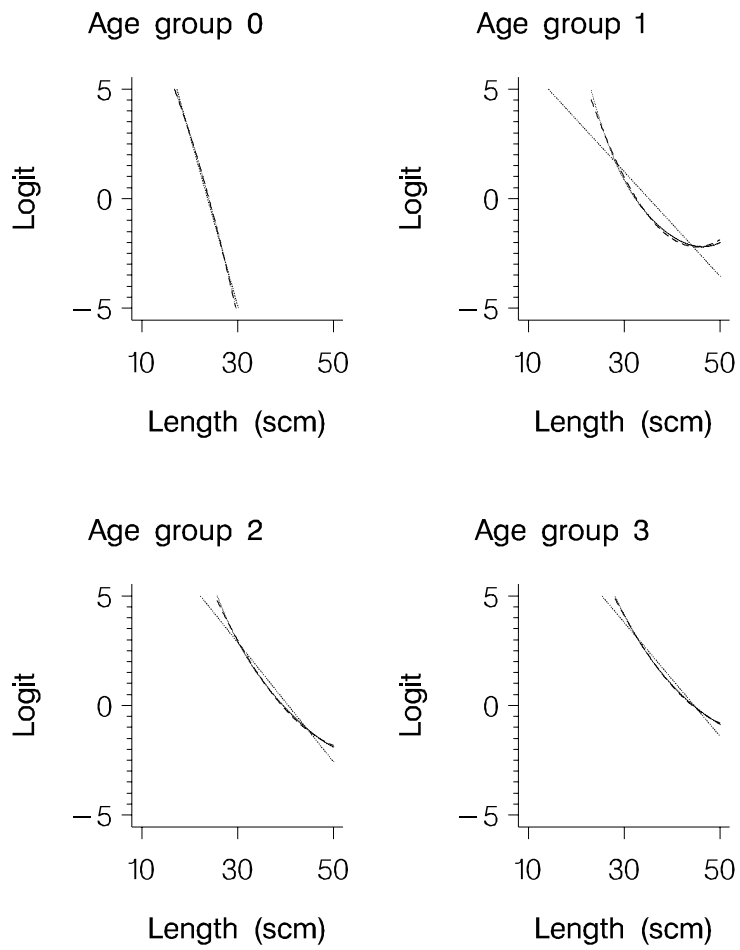 Age group 0
Age group 1
5
0
−5
Logit
10 30 50
Length (scm)
5
0
−5
Logit
10 30 50
Length (scm)
Age group 2
Age group 3
5
0
−5
Logit
10 30 50
Length (scm)
5
0
−5
Logit
10 30 50
Length (scm)